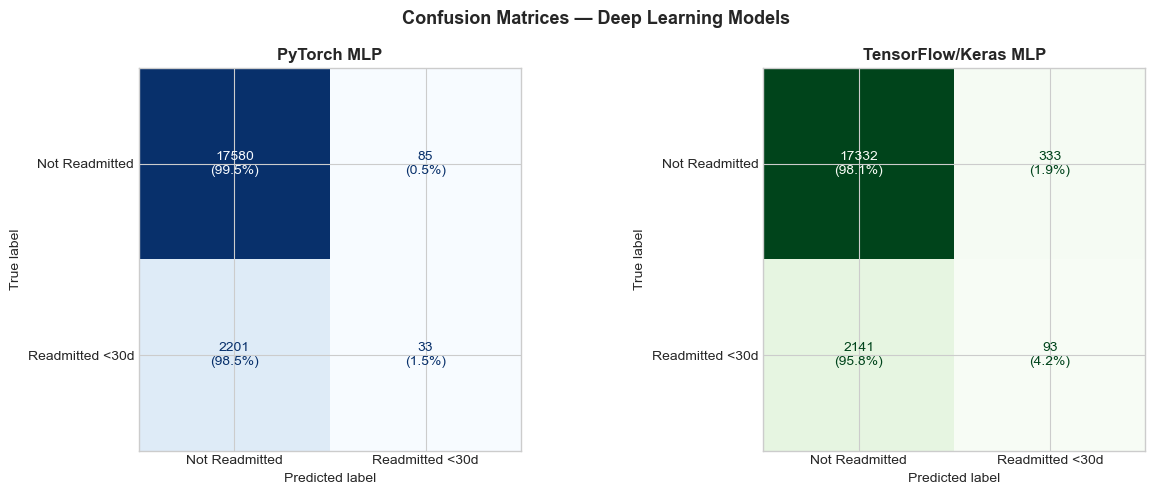 Confusion Matrices — Deep Learning Models
PyTorch MLP
True label
Not Readmitted
17580
(99.5%)
85
(0.5%)
Readmitted <30d
2201
(98.5%)
33
(1.5%)
Not Readmitted
Readmitted <30d
Predicted label
TensorFlow/Keras MLP
True label
Not Readmitted
17332
(98.1%)
333
(1.9%)
Readmitted <30d
2141
(95.8%)
93
(4.2%)
Not Readmitted
Readmitted <30d
Predicted label